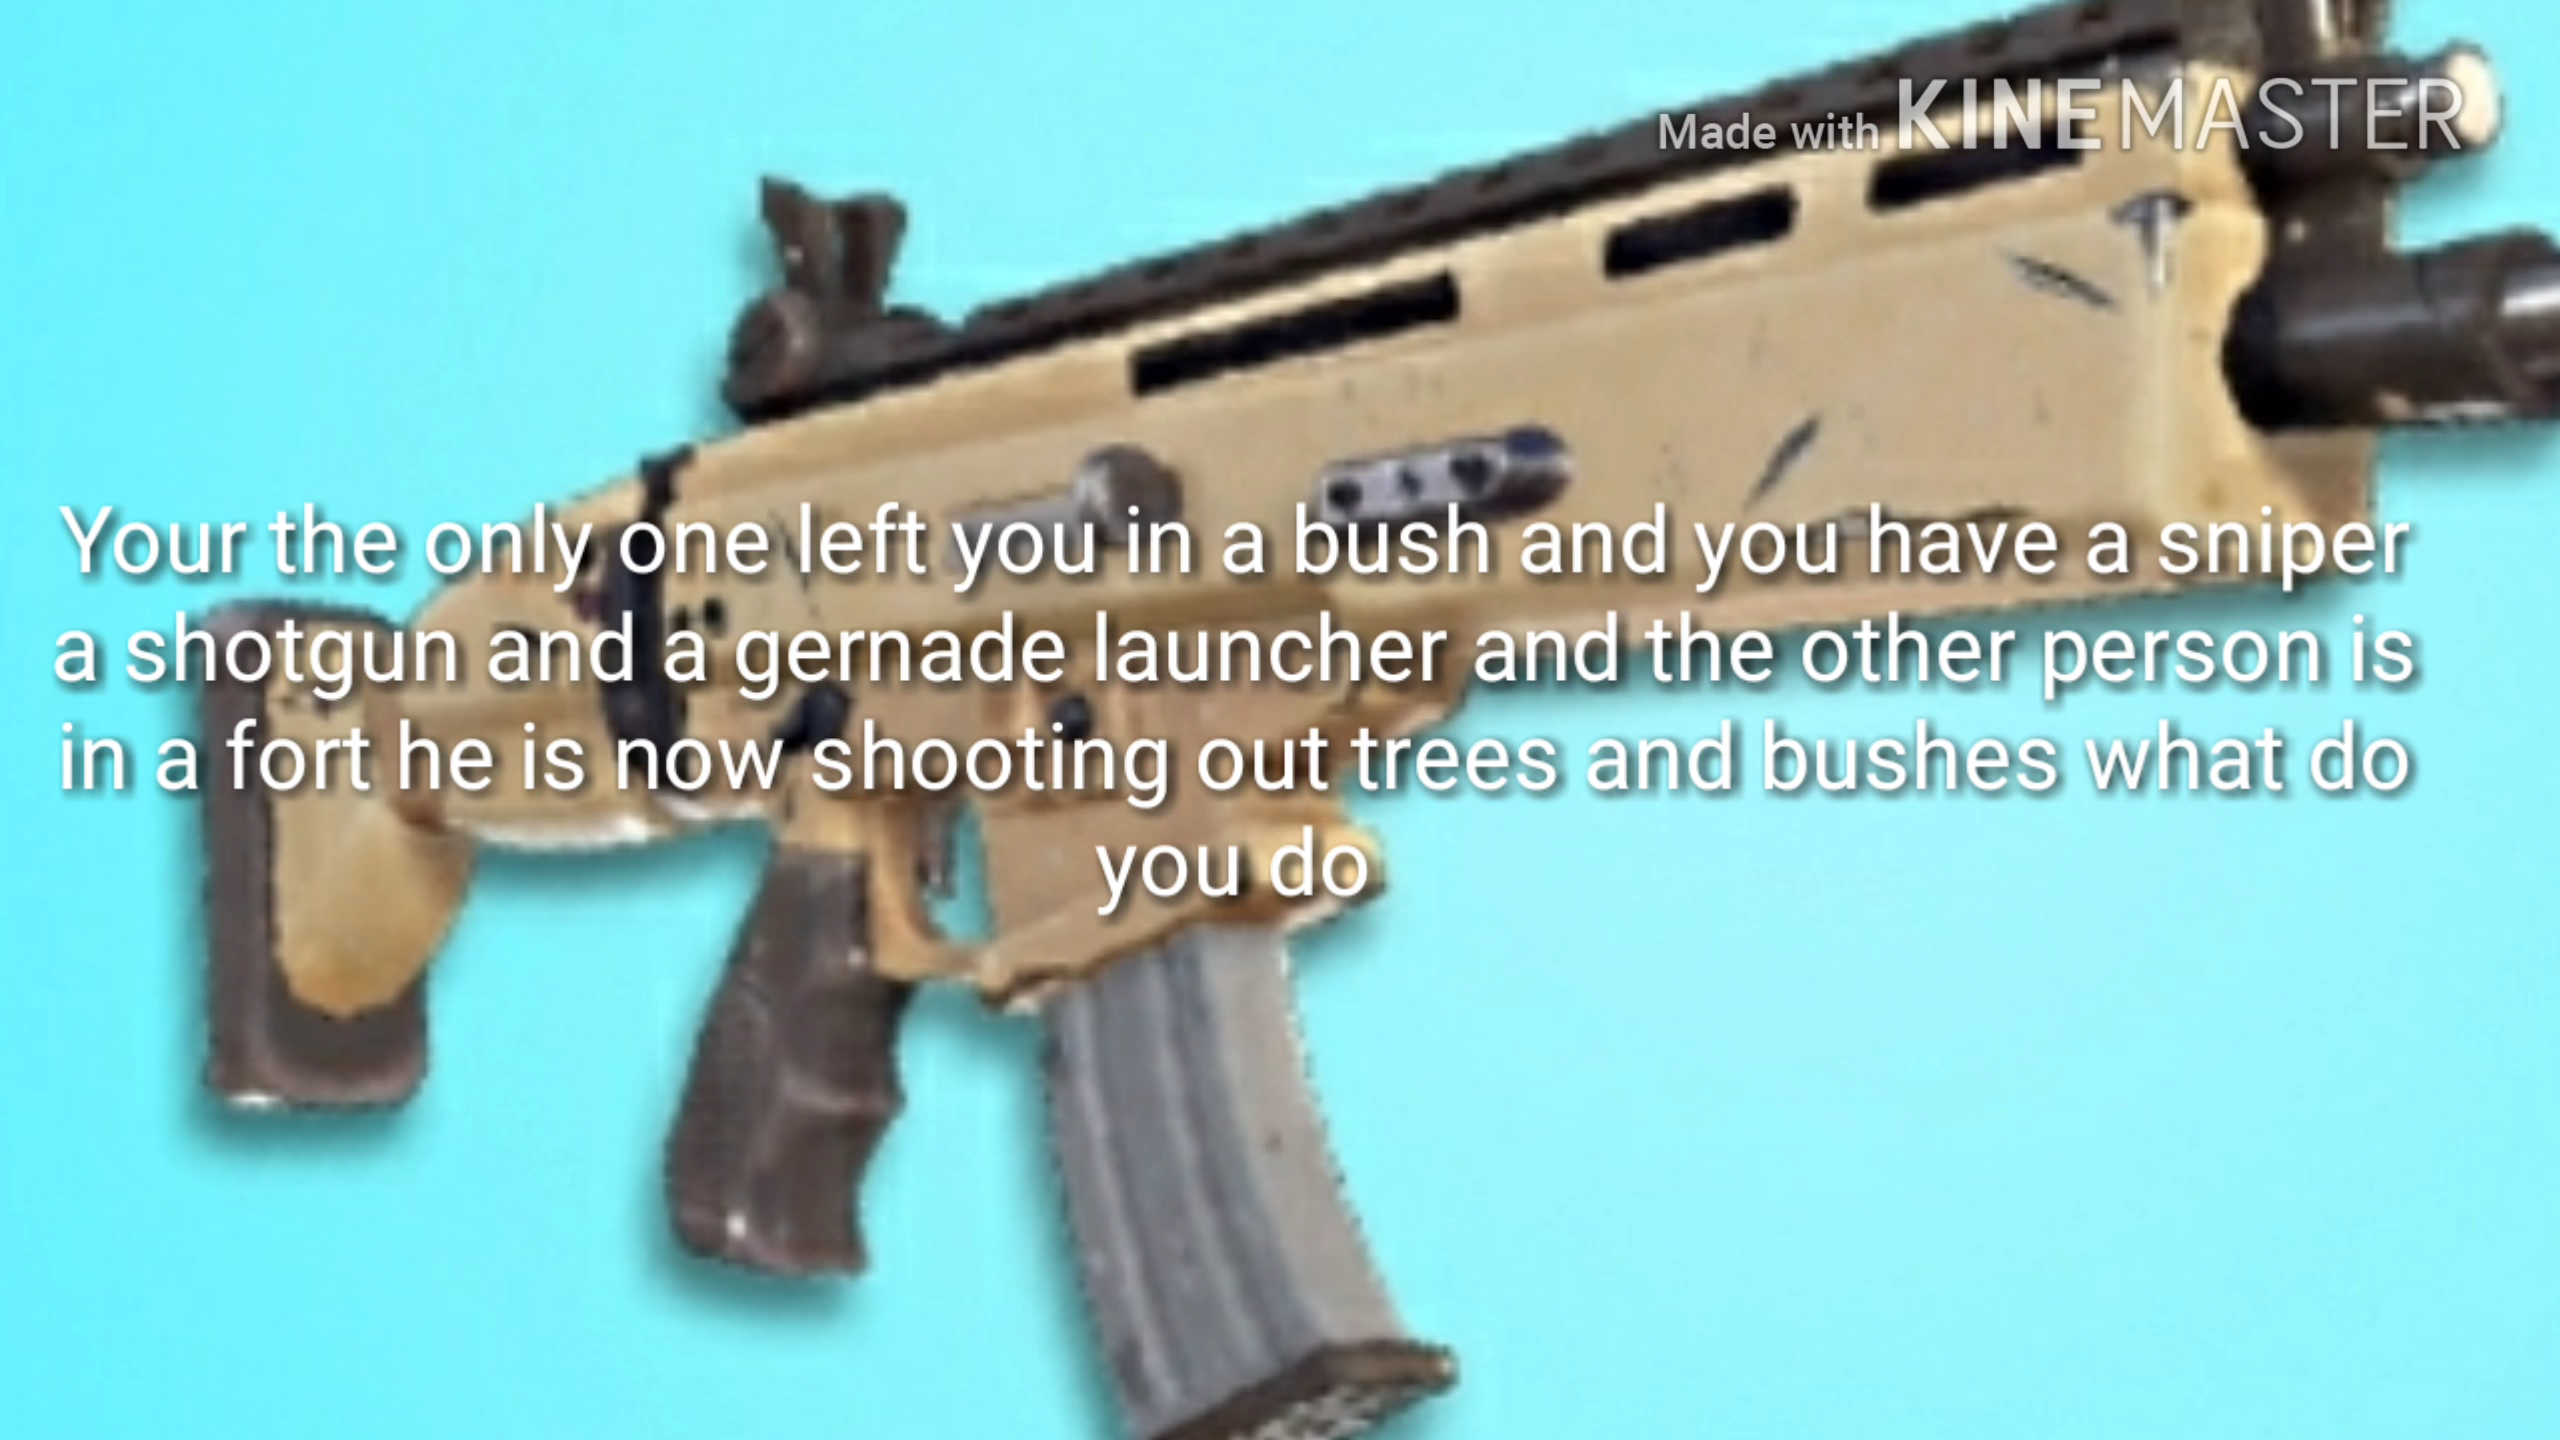 Made with KINEMASTER
Your the only one left you in a bush and you have a sniper
a shotgun and a gernade launcher and the other person is
in a fort he is now shooting out trees and bushes what do
you do